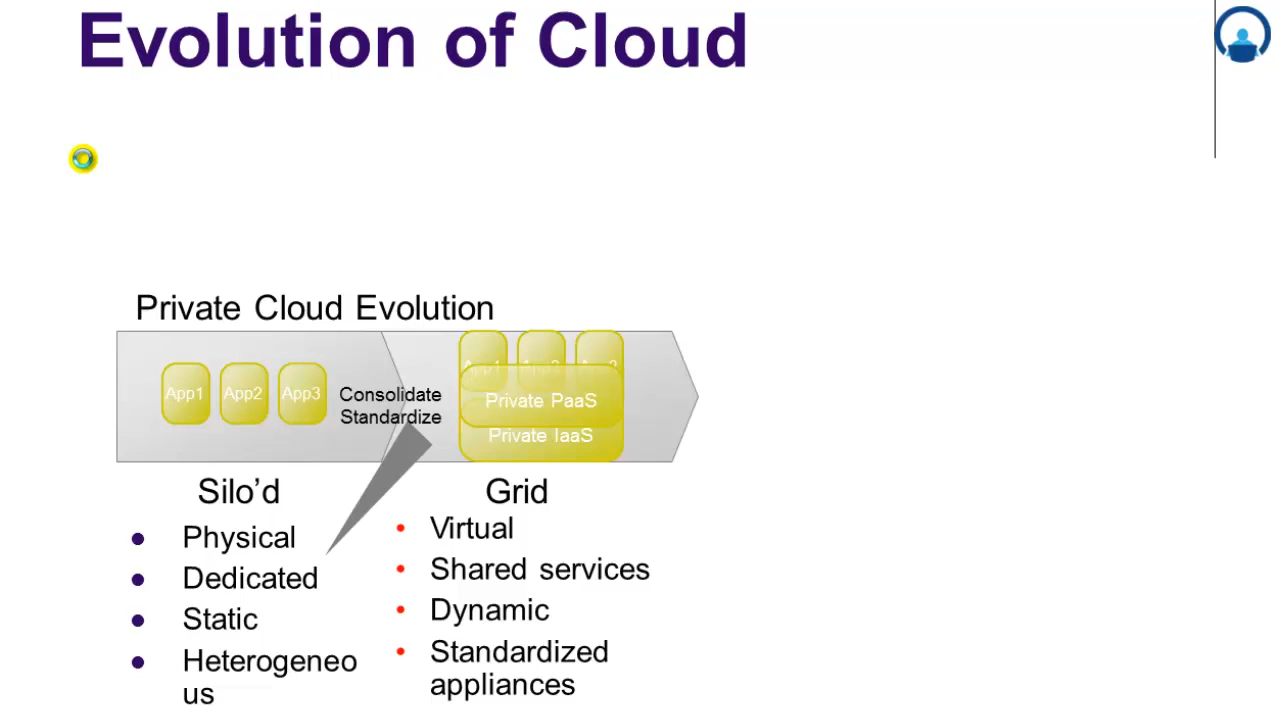 Evolution of Cloud
Private Cloud Evolution
App1 App2 App3
Consolidate
Standardize
App1
Private PaaS
Private IaaS
Silo’d
Physical
Dedicated
Static
Heterogeneo
us
Grid
Virtual
Shared services
Dynamic
Standardized
appliances